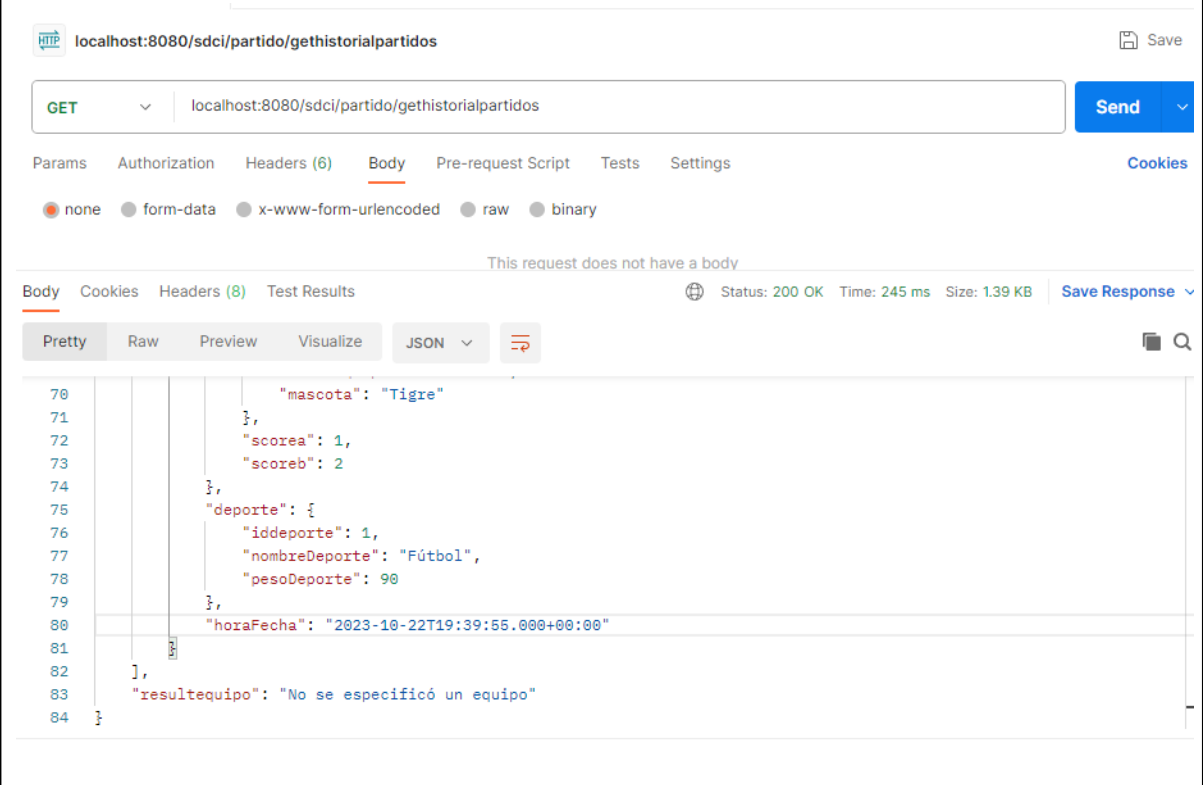 HTTP localhost:8080/sdci/partido/gethistorialpartidos Save
GET localhost:8080/sdci/partido/gethistorialpartidos Send
Params Authorization Headers (6) Body Pre-request Script Tests Settings Cookies
none form-data x-www-form-urlencoded raw binary
This request does not have a body
Body Cookies Headers (8) Test Results Status: 200 OK Time: 245 ms Size: 1.39 KB Save Response
Pretty Raw Preview Visualize JSON
70 "mascota": "Tigre"
71 },
72 "scorea": 1,
73 "scoreb": 2
74 },
75 "deporte": {
76 "iddeporte": 1,
77 "nombreDeporte": "Fútbol",
78 "pesoDeporte": 90
79 },
80 "horaFecha": "2023-10-22T19:39:55.000+00:00"
81 }
82 ],
83 "resultequipo": "No se especificó un equipo"
84 }